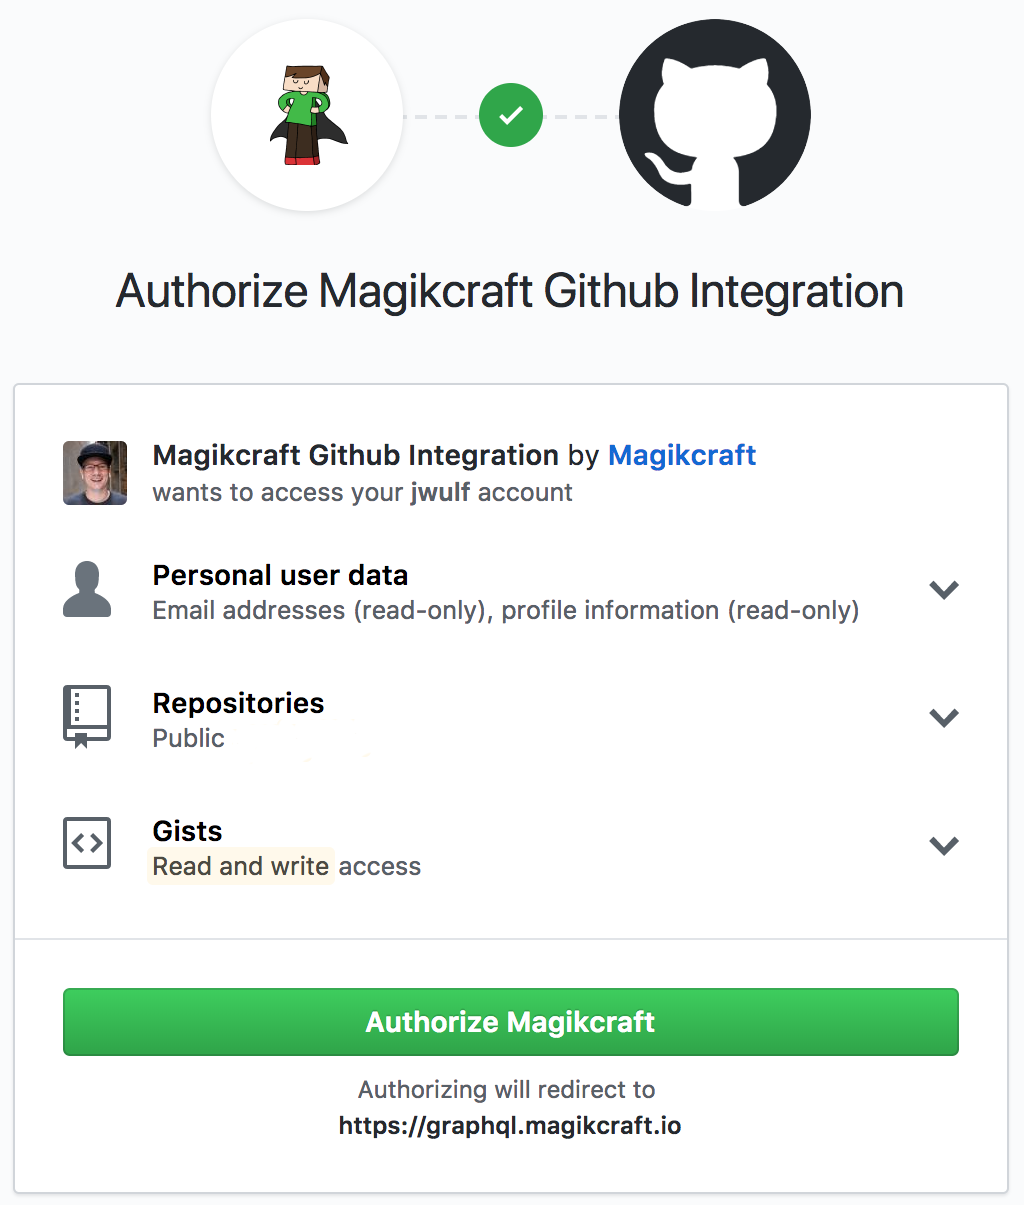 Authorize Magikcraft Github Integration
Magikcraft Github Integration by Magikcraft
wants to access your jwulf account
Personal user data
Email addresses (read-only), profile information (read-only)
Repositories
Public
Gists
Read and write access
Authorize Magikcraft
Authorizing will redirect to
https://graphql.magikcraft.io